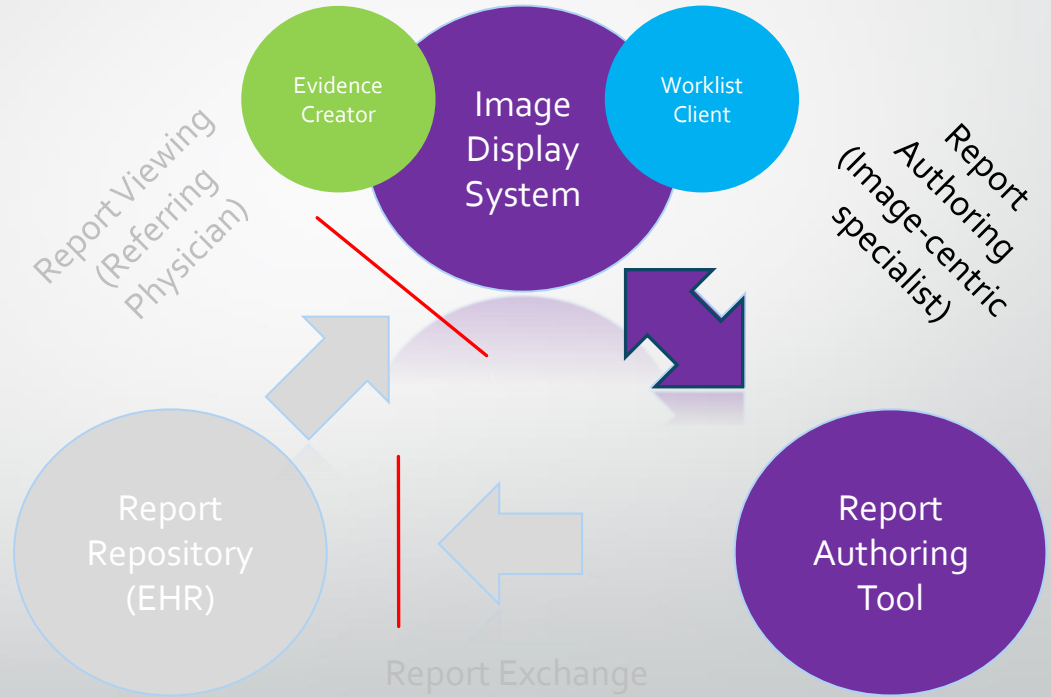 Evidence
Creator
Image
Display
System
Worklist
Client
Report Viewing
(Referring
Physician)
Report
Authoring
(Image-centric
specialist)
Report
Repository
(EHR)
Report
Authoring
Tool
Report Exchange